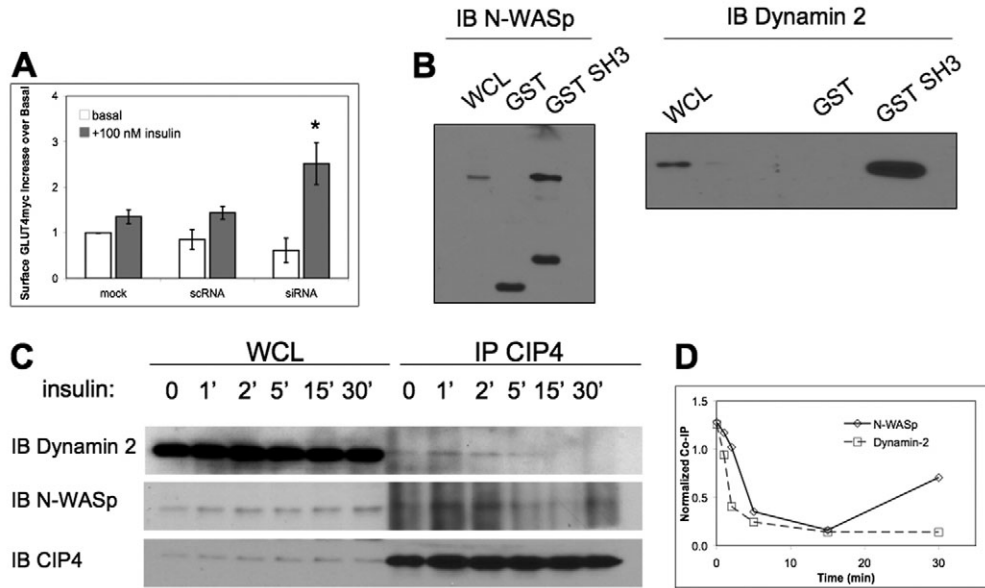 IB N-WASp
IB Dynamin 2
A
Surface GLUT4myc Increase over Basal
4
3
2
1
0
basal
+100 nM insulin
*
mock scRNA siRNA
B
WCL GST GST SH3
WCL GST GST SH3
C
WCL IP CIP4
insulin: 0 1' 2' 5' 15' 30' 0 1' 2' 5' 15' 30'
IB Dynamin 2
IB N-WASp
IB CIP4
D
Normalized Co-IP
1.5
1.0
0.5
0.0
N-WASp
Dynamin-2
0 10 20 30
Time (min)